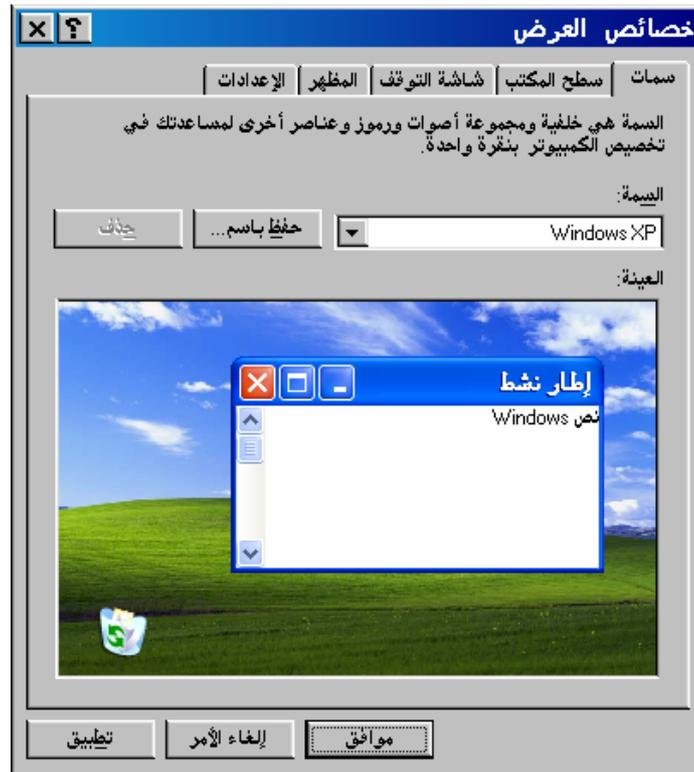 خصائص العرض
سمات
سطح المكتب
شاشة التوقف
المظهر
الإعدادات
السمة هي خلفية ومجموعة أصوات ورموز وعناصر أخرى لمساعدتك في
تخصيص الكمبيوتر بنقرة واحدة.
السمة:
Windows XP
حفظ باسم...
حذف
العينة:
إطار نشط
نص Windows
موافق
إلغاء الأمر
تطبيق